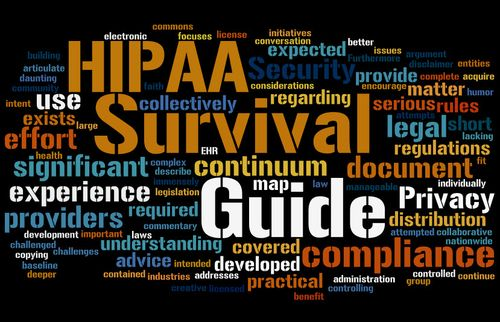 commons
electronic focuses license initiatives
conversation better
building HIPAA expected issues argument
Furthermore disclaimer
articulate Security provide complete entities
daunting faith considerations encourage acquire
community use collectively regarding matter humor
intent exists serious rules
large Survival attempts
effort EHR legal short
lacking
health complex continuum regulations
significant describe document fit
immensely map law manageable individually
experience legislation Guide Privacy
providers required commentary distribution
development important laws attempted collaborative
challenged challenges understanding covered nationwide
copying advice intended developed compliance
baseline
deeper contained industries addresses practical administration controlled continue
creative licensed controlling group
benefit